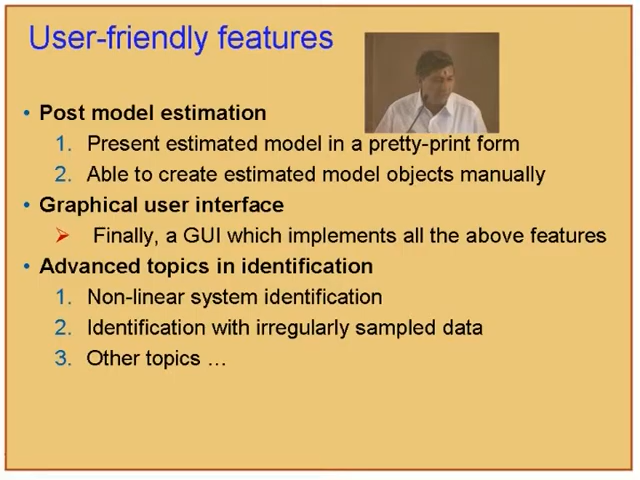 User-friendly features
• Post model estimation
1. Present estimated model in a pretty-print form
2. Able to create estimated model objects manually
• Graphical user interface
➢ Finally, a GUI which implements all the above features
• Advanced topics in identification
1. Non-linear system identification
2. Identification with irregularly sampled data
3. Other topics …